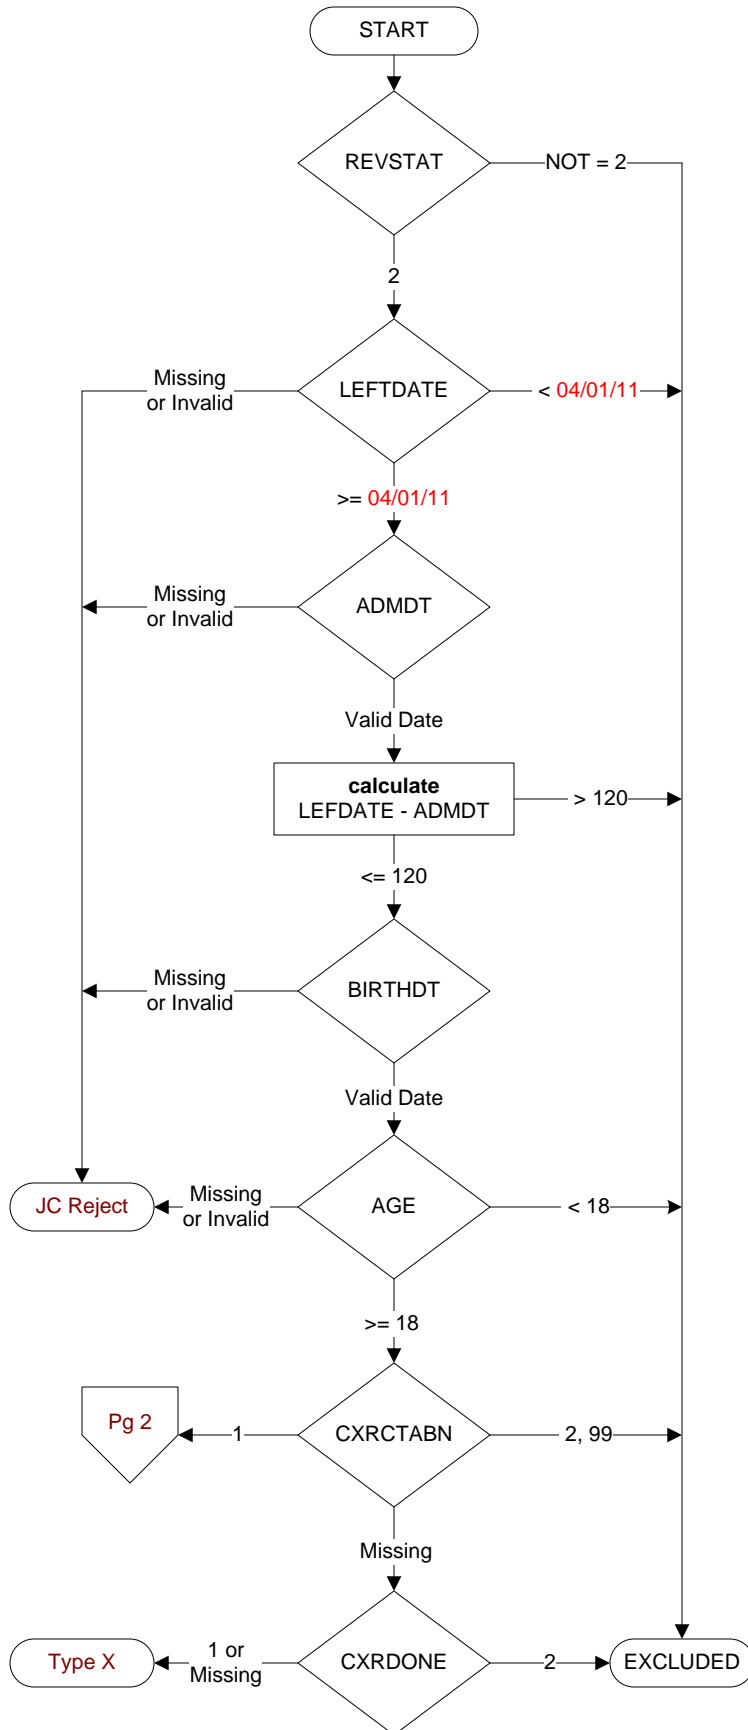 START
REVSTAT
NOT = 2
2
Missing
or Invalid
LEFTDATE
< 04/01/11
>= 04/01/11
Missing
or Invalid
ADMDT
Valid Date
calculate
LEFDATE - ADMDT
> 120
<= 120
Missing
or Invalid
BIRTHDT
Valid Date
JC Reject
Missing
or Invalid
AGE
< 18
>= 18
Pg 2
1
CXRCTABN
2, 99
Missing
Type X
1 or
Missing
CXRDONE
2
EXCLUDED